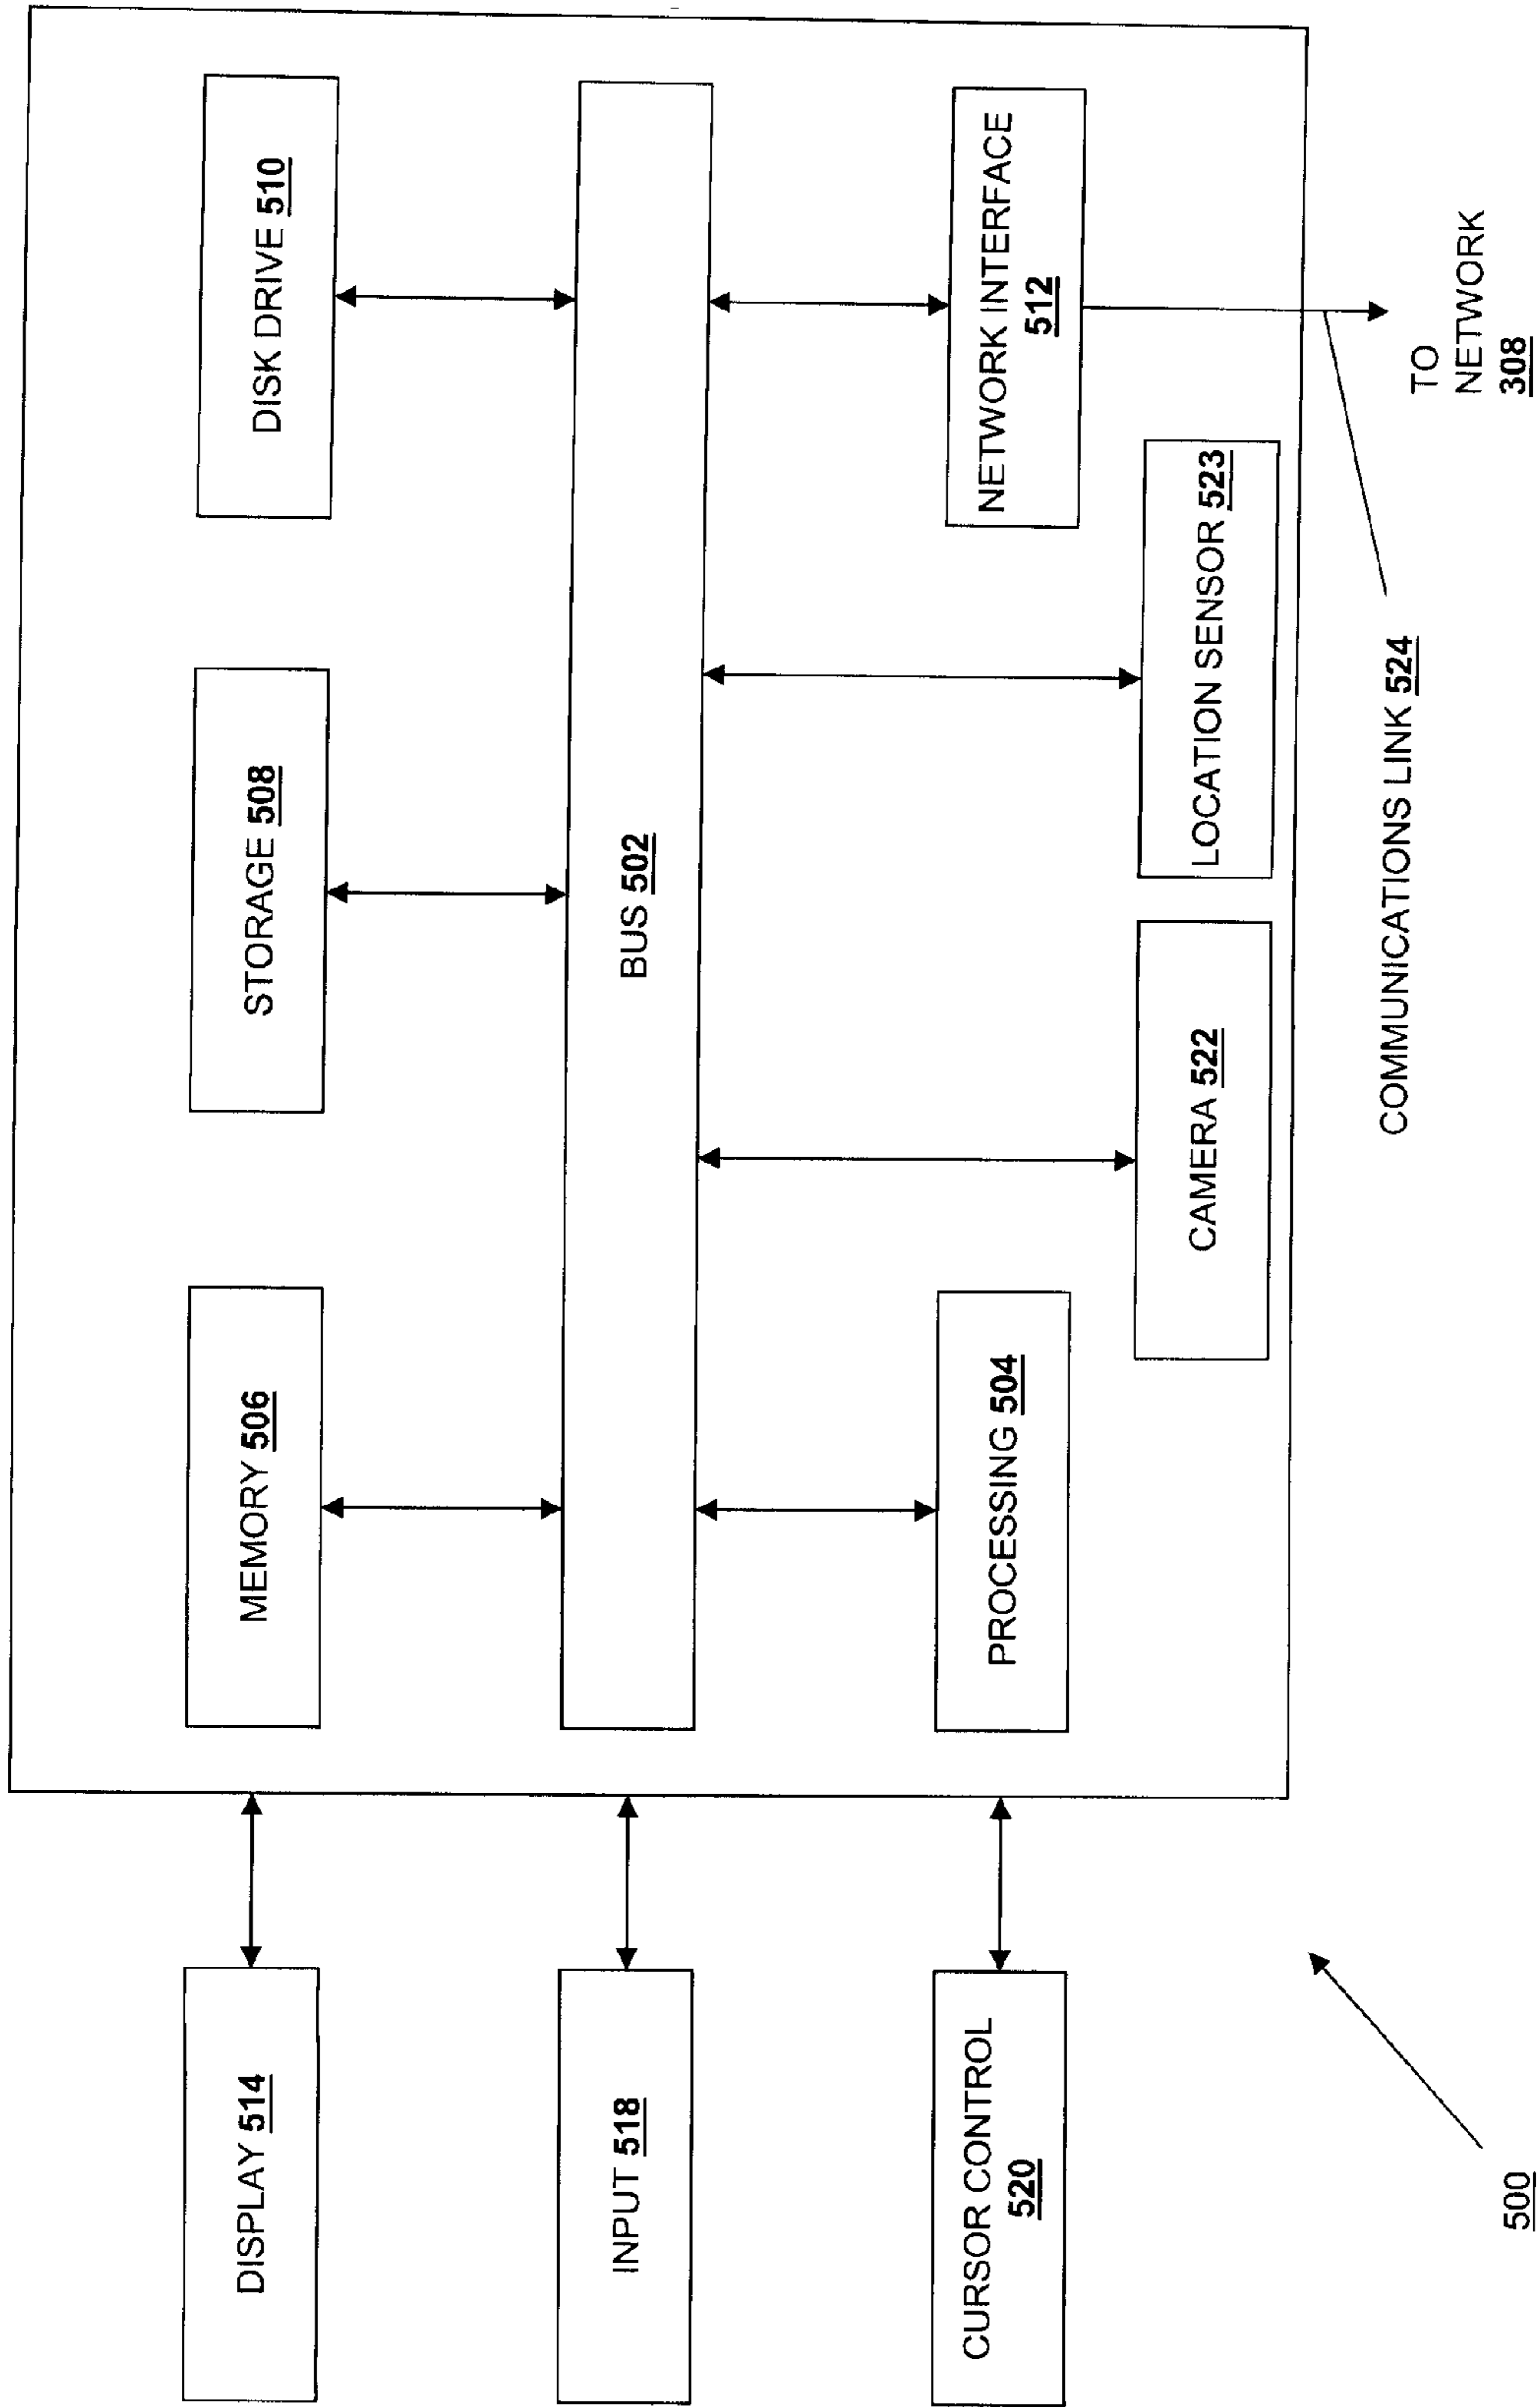 DISPLAY 514
MEMORY 506
STORAGE 508
DISK DRIVE 510
INPUT 518
BUS 502
CURSOR CONTROL
520
PROCESSING 504
NETWORK INTERFACE
512
CAMERA 522
LOCATION SENSOR 523
COMMUNICATIONS LINK 524
TO
NETWORK
308
500